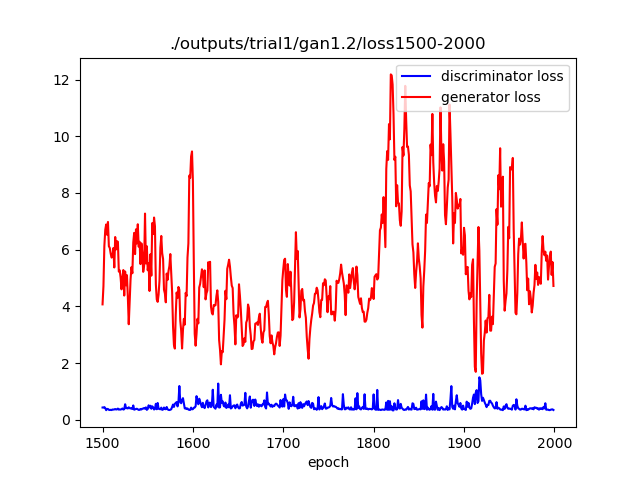 ./outputs/trial1/gan1.2/loss1500-2000
discriminator loss
generator loss
12
10
8
6
4
2
0
1500 1600 1700 1800 1900 2000
epoch